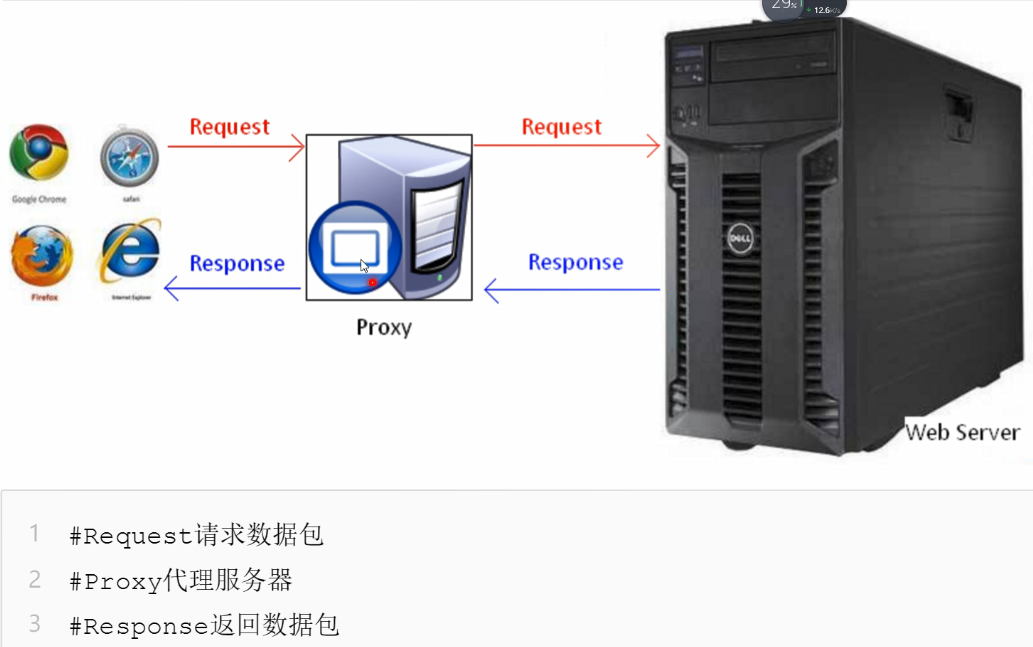 29%
12.6K/s
Request
Request
Google Chrome
safari
Response
Response
Firefox
Internet Explorer
DELL
Proxy
Web Server
1 #Request请求数据包
2 #Proxy代理服务器
3 #Response返回数据包